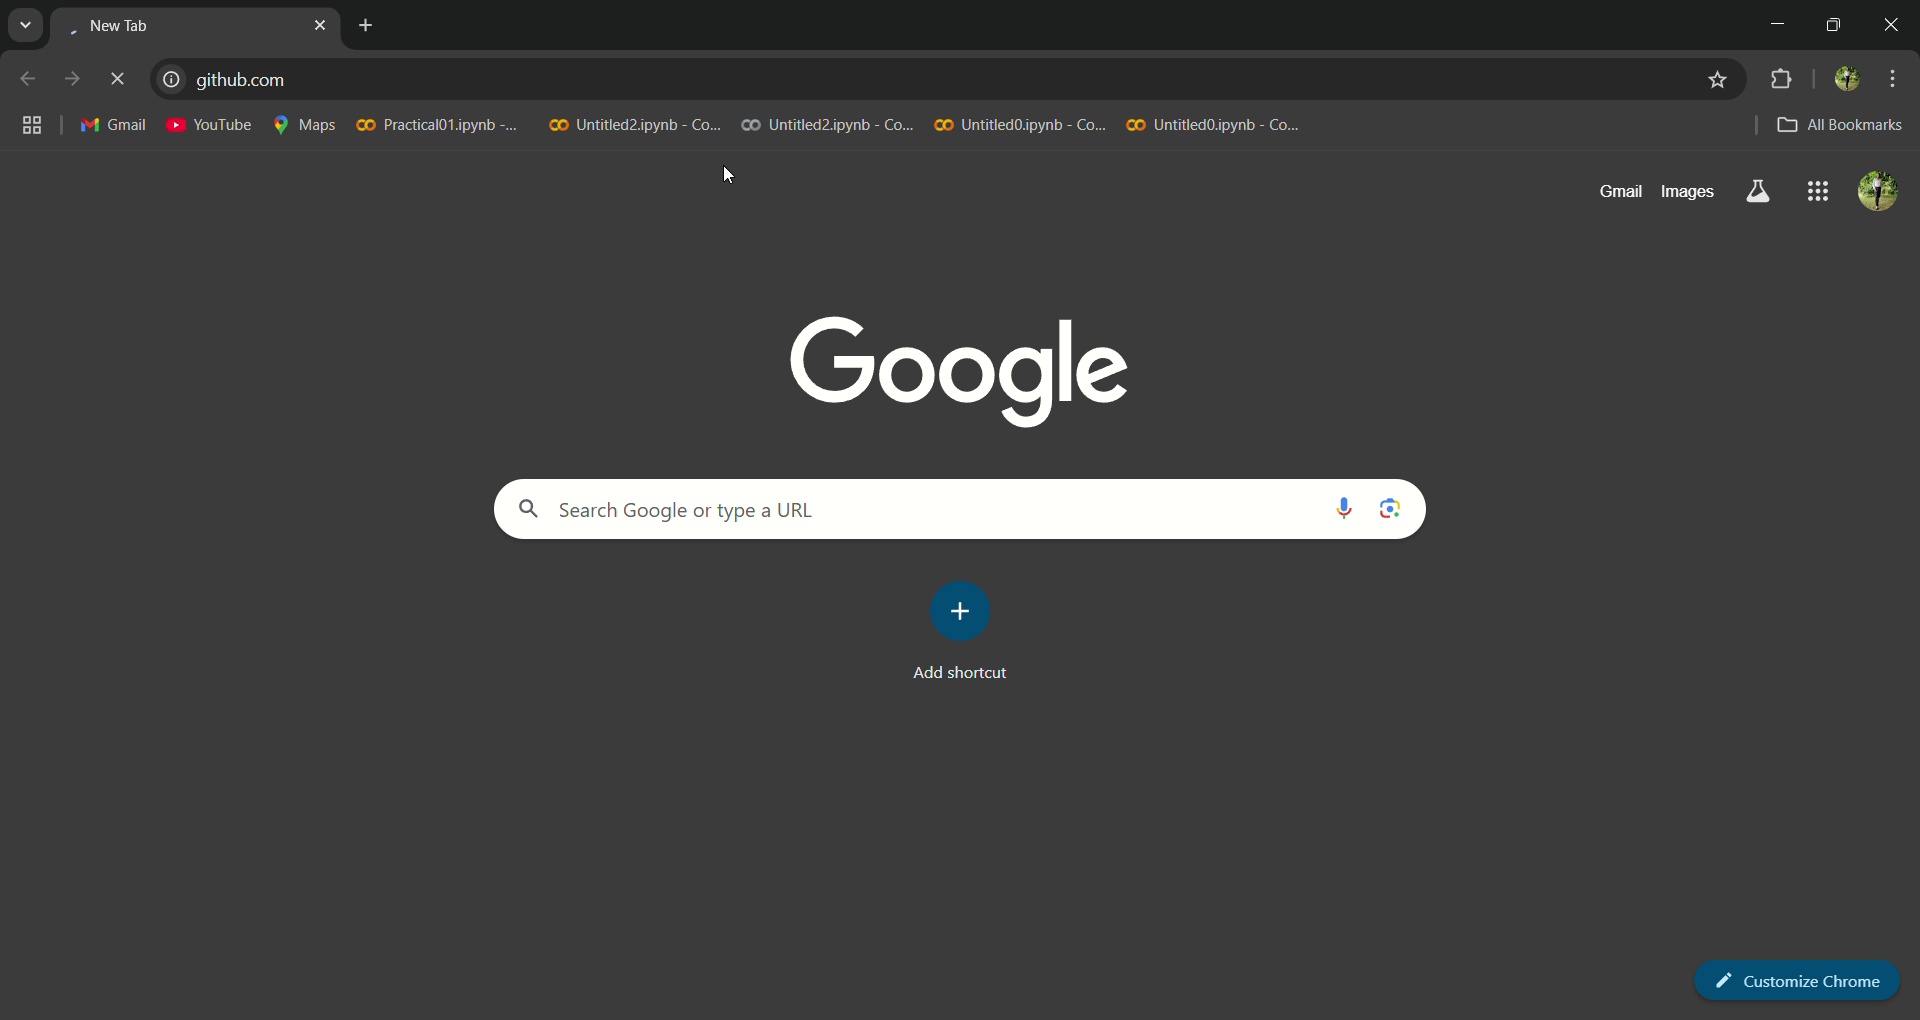 New Tab
github.com
Gmail YouTube Maps Practical01.ipynb -... Untitled2.ipynb - Co... Untitled2.ipynb - Co... Untitled0.ipynb - Co... Untitled0.ipynb - Co... All Bookmarks
Gmail Images
Google
Search Google or type a URL
Add shortcut
Customize Chrome